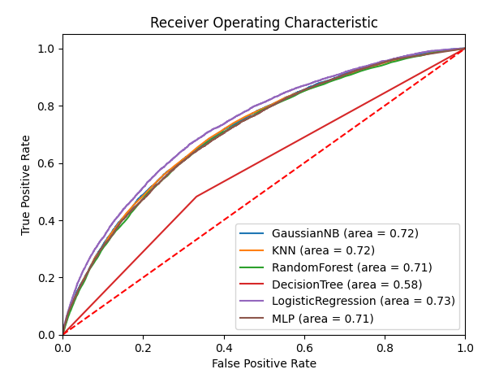 Receiver Operating Characteristic
True Positive Rate
1.0
0.8
0.6
0.4
0.2
0.0
GaussianNB (area = 0.72)
KNN (area = 0.72)
RandomForest (area = 0.71)
DecisionTree (area = 0.58)
LogisticRegression (area = 0.73)
MLP (area = 0.71)
0.0 0.2 0.4 0.6 0.8 1.0
False Positive Rate